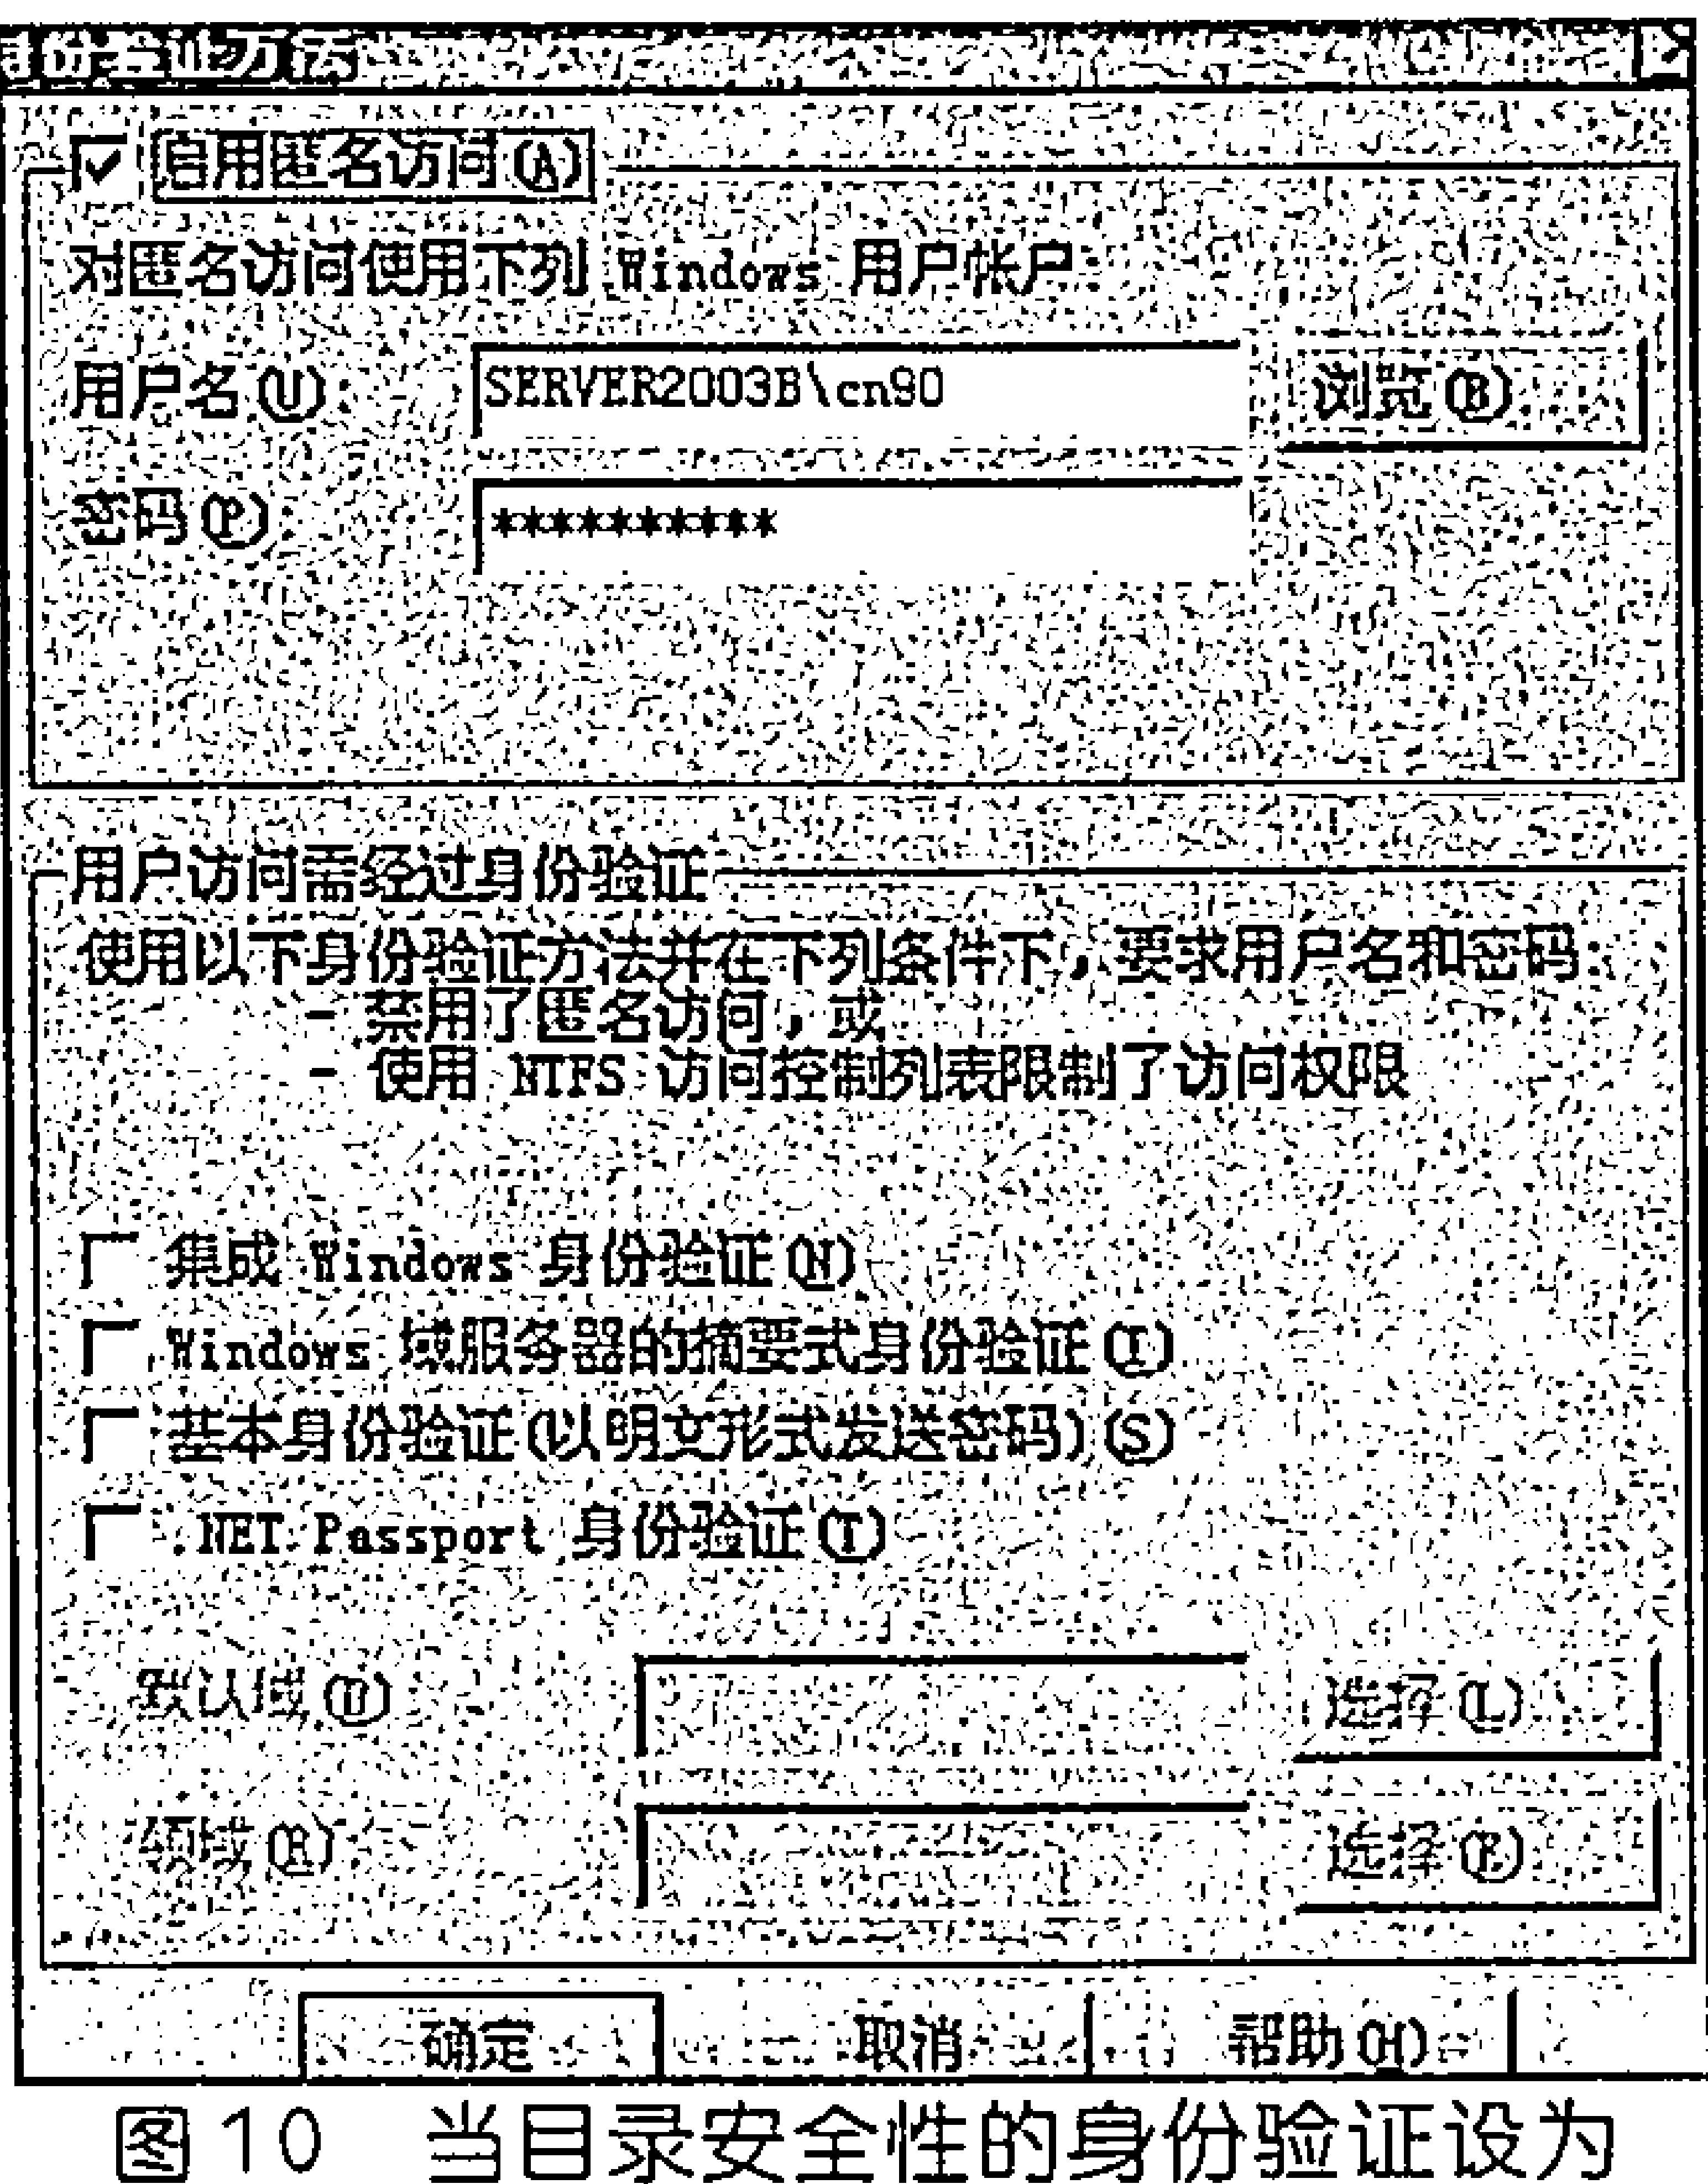 身份验证方法
启用匿名访问(A)
对匿名访问使用下列 Windows 用户帐户:
用户名(U): SERVER2003B\cn90 浏览(B)
密码(P): **********
用户访问需经过身份验证
使用以下身份验证方法并在下列条件下,要求用户名和密码:
- 禁用了匿名访问,或
- 使用 NTFS 访问控制列表限制了访问权限
集成 Windows 身份验证(N)
Windows 域服务器的摘要式身份验证(I)
基本身份验证(以明文形式发送密码)(S)
.NET Passport 身份验证(T)
默认域(D): 选择(L)
领域(R): 选择(E)
确定 取消 帮助(H)
图10 当目录安全性的身份验证设为